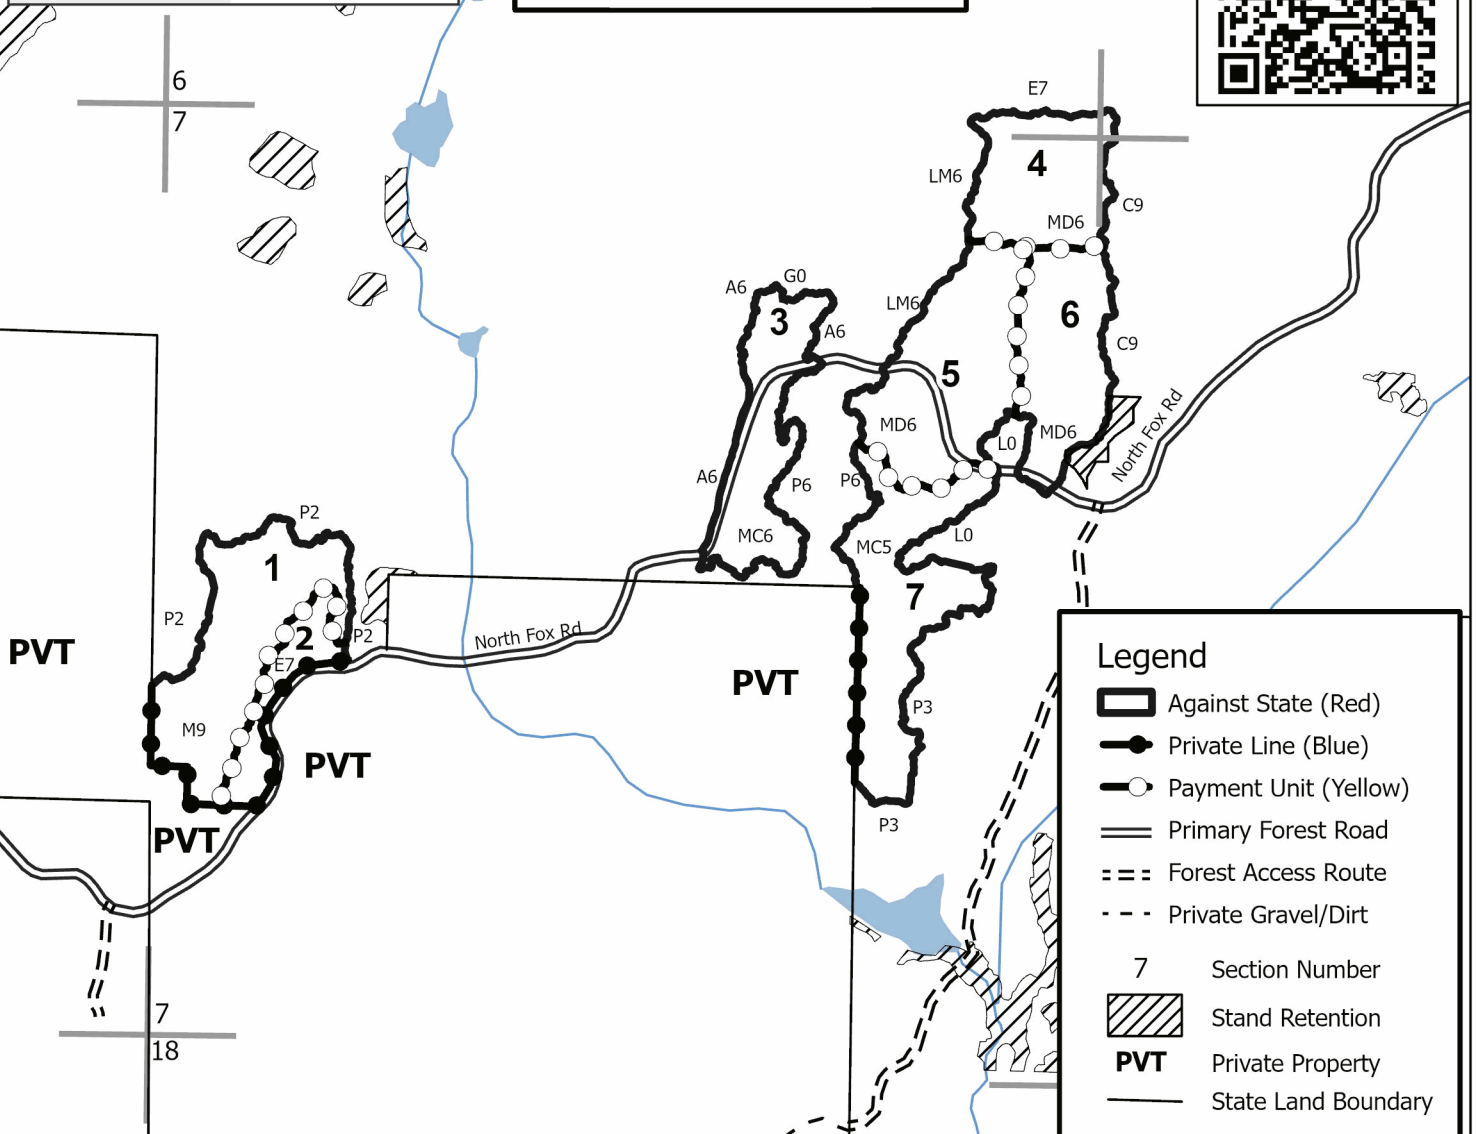 6
7
E7
4
LM6
C9
MD6
G0
A6
LM6
3
6
A6
C9
5
North Fox Rd
MD6
L0
MD6
A6
P6
P6
P2
MC6
L0
MC5
1
7
P2
2
P2
North Fox Rd
PVT
E7
PVT
P3
M9
PVT
P3
PVT
7
18
Legend
Against State (Red)
Private Line (Blue)
Payment Unit (Yellow)
Primary Forest Road
Forest Access Route
Private Gravel/Dirt
7 Section Number
Stand Retention
PVT Private Property
State Land Boundary